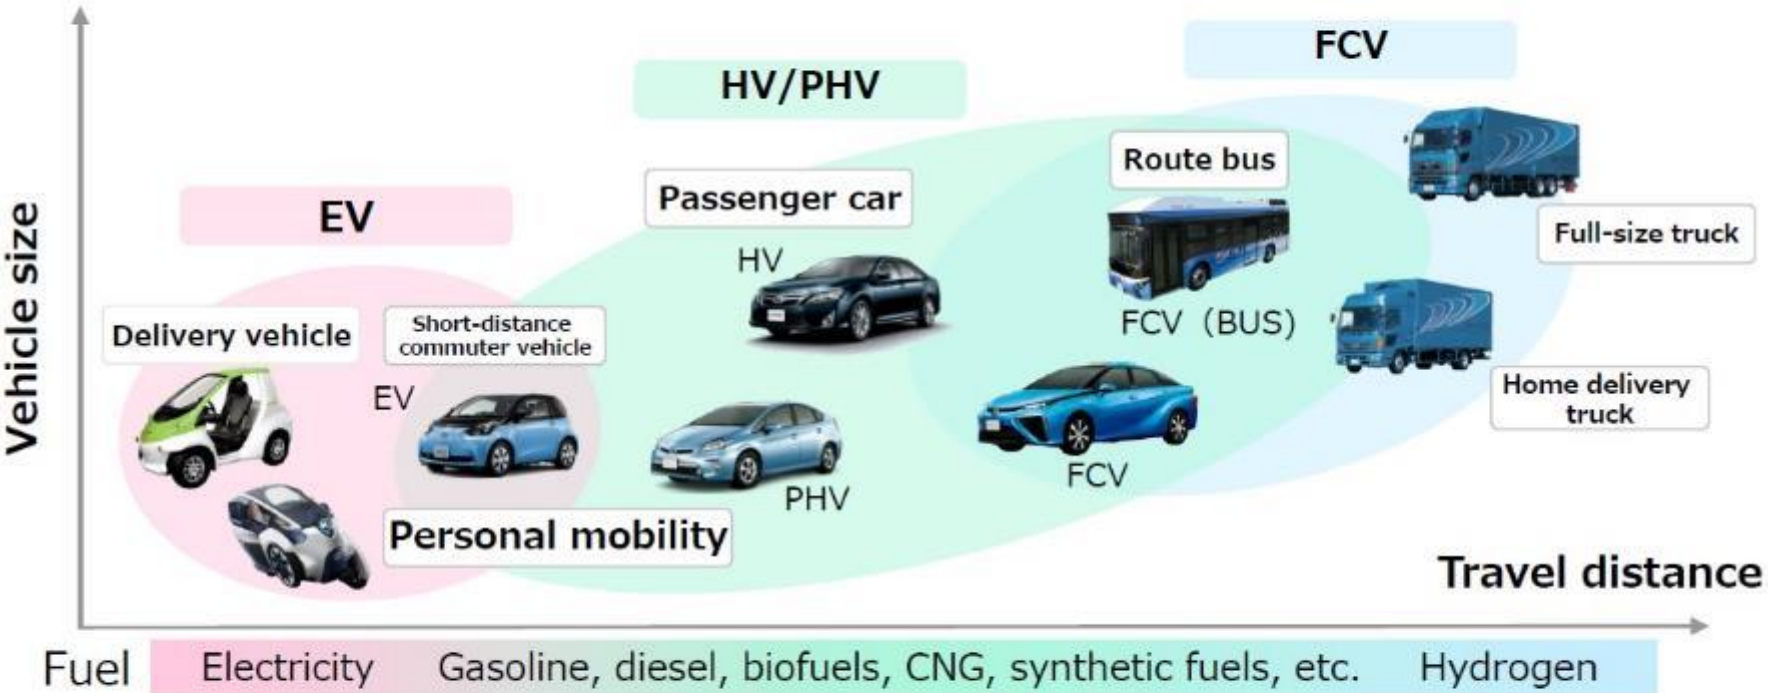 FCV
HV/PHV
EV
Route bus
Passenger car
Full-size truck
HV
Delivery vehicle
Short-distance
commuter vehicle
FCV（BUS）
EV
Home delivery
truck
FCV
PHV
Personal mobility
Vehicle size
Travel distance
Fuel
Electricity
Gasoline, diesel, biofuels, CNG, synthetic fuels, etc.
Hydrogen